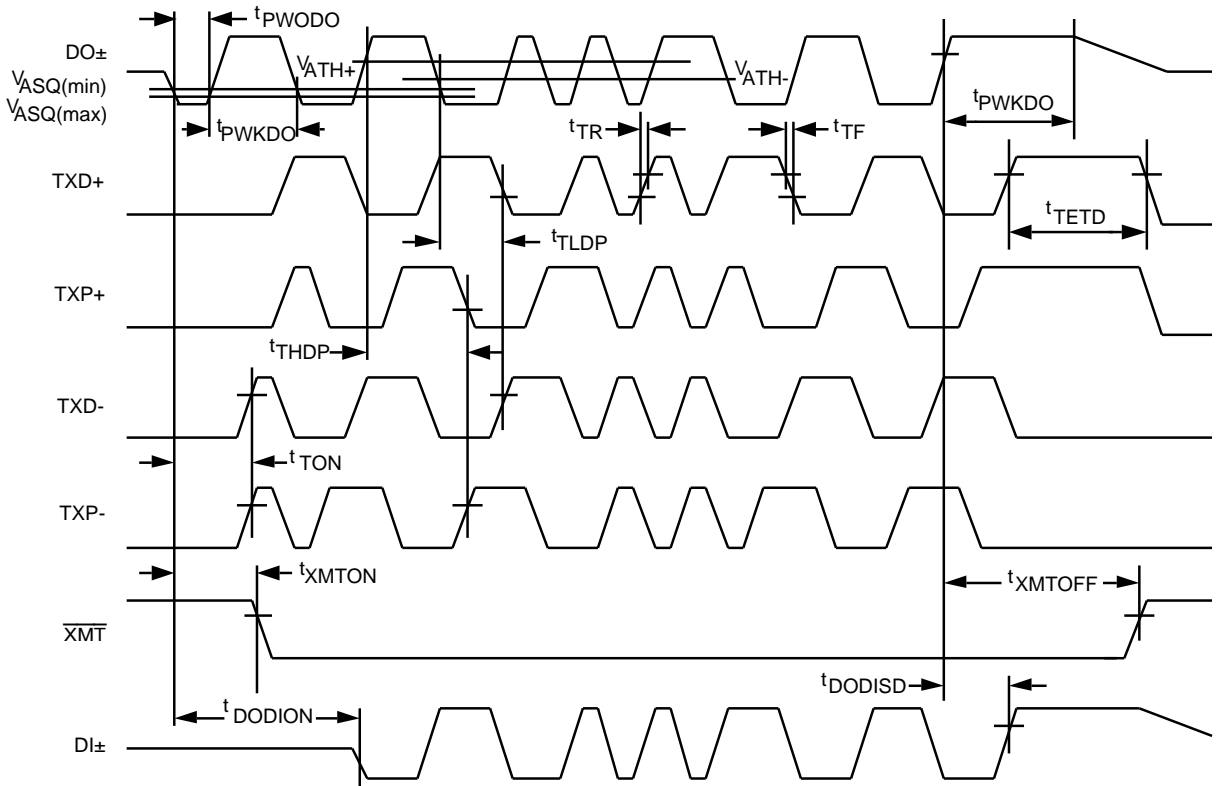 tPWODO
DO±
VATH+
VASQ(min)
VATH-
VASQ(max)
tPWKDO
tPWKDO
tTR
tTF
TXD+
tTETD
tTLDP
TXP+
tTHDP
TXD-
tTON
TXP-
tXMTON
tXMTOFF
XMT
tDODISD
tDODION
DI±